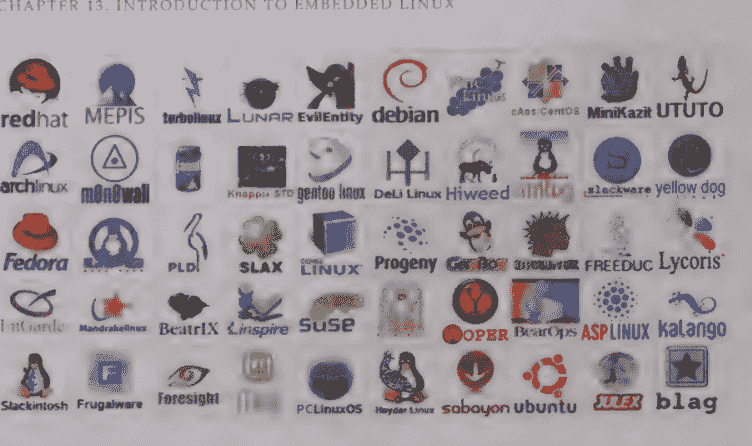 CHAPTER 13. INTRODUCTION TO EMBEDDED LINUX
redhat MEPIS turbolinux LUNAR EvilEntity debian cAos/CentOS MiniKazit UTUTO
archlinux m0n0wall Knoppix STD gentoo linux DeLi Linux Hiweed slackware yellow dog
Fedora PLD SLAX LINUX Progeny FREEDUC Lycoris
EnGarde Mandrakelinux BeatrIX Linspire SUSE OPER BearOps ASPLINUX kalango
Slackintosh Frugalware F Foresight PCLinuxOS Haydar Linux sabayon ubuntu JULEX blag